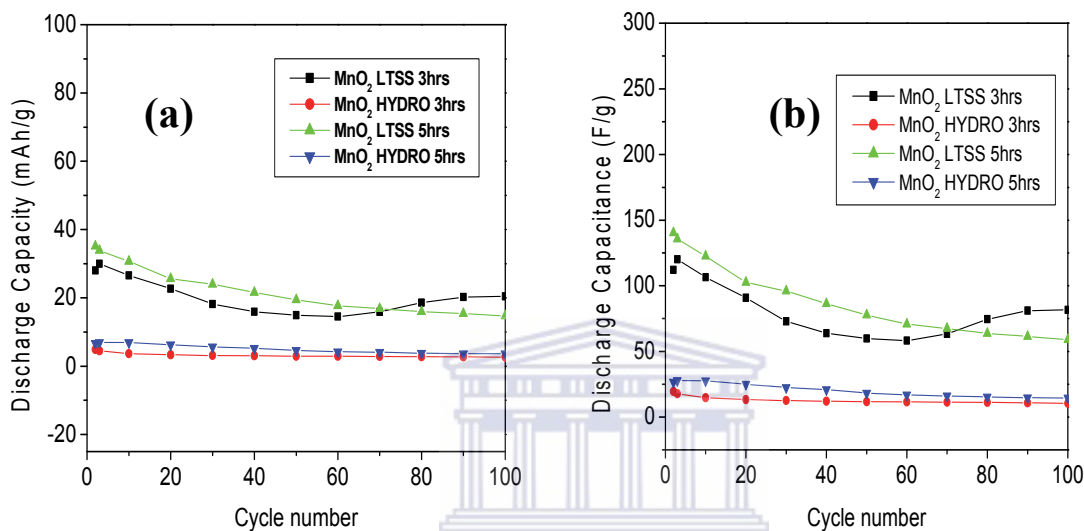 100
80
60
40
20
0
-20
Discharge Capacity (mAh/g)
(a)
MnO2 LTSS 3hrs
MnO2 HYDRO 3hrs
MnO2 LTSS 5hrs
MnO2 HYDRO 5hrs
0 20 40 60 80 100
Cycle number
300
250
200
150
100
50
0
Discharge Capacitance (F/g)
(b)
MnO2 LTSS 3hrs
MnO2 HYDRO 3hrs
MnO2 LTSS 5hrs
MnO2 HYDRO 5hrs
0 20 40 60 80 100
Cycle number